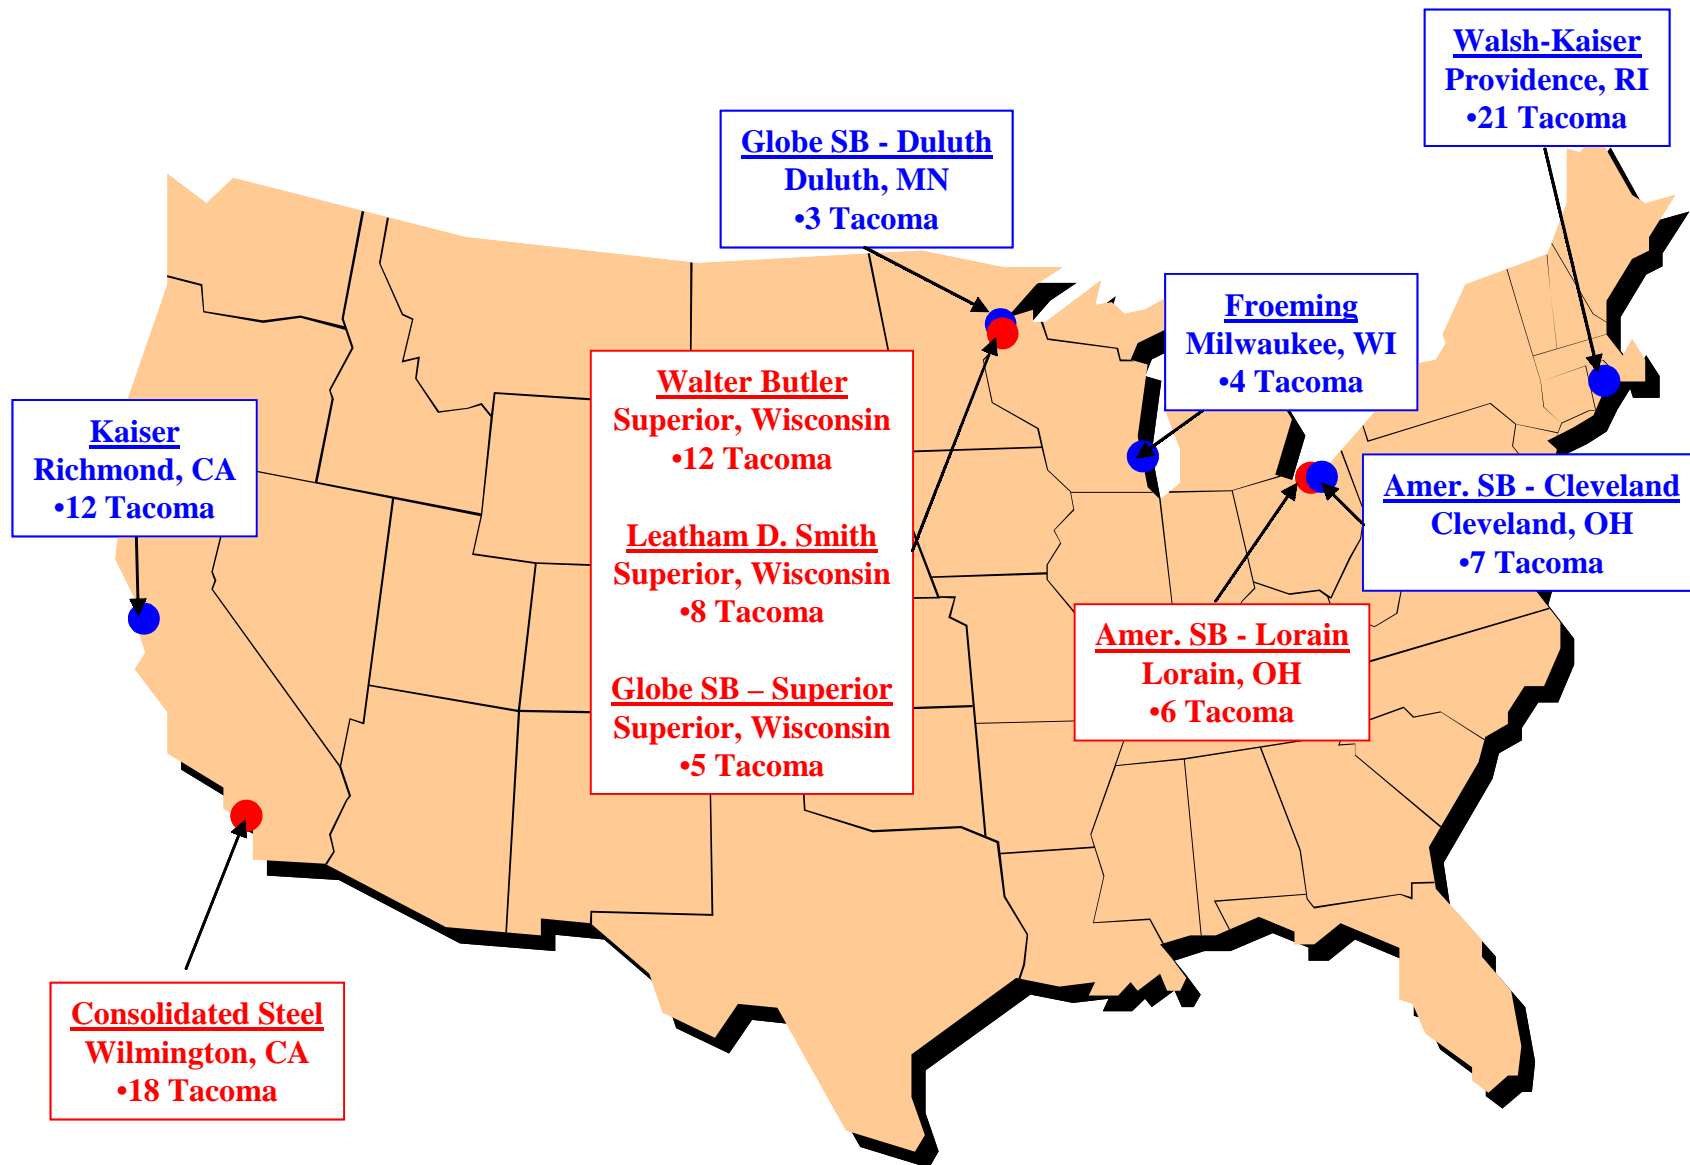 Walsh-Kaiser
Providence, RI
•21 Tacoma
Globe SB - Duluth
Duluth, MN
•3 Tacoma
Froeming
Milwaukee, WI
•4 Tacoma
Walter Butler
Superior, Wisconsin
•12 Tacoma
Leatham D. Smith
Superior, Wisconsin
•8 Tacoma
Globe SB – Superior
Superior, Wisconsin
•5 Tacoma
Kaiser
Richmond, CA
•12 Tacoma
Amer. SB - Cleveland
Cleveland, OH
•7 Tacoma
Amer. SB - Lorain
Lorain, OH
•6 Tacoma
Consolidated Steel
Wilmington, CA
•18 Tacoma